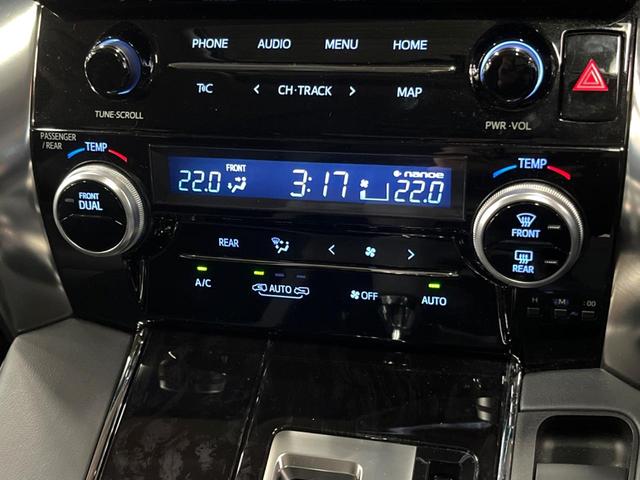 PHONE AUDIO MENU HOME
T&C < CH·TRACK > MAP
TUNE·SCROLL PWR·VOL
PASSENGER
/REAR
TEMP TEMP
FRONT
DUAL
22.0 FRONT 3:17 nanoe 22.0
FRONT
REAR
REAR < >
A/C AUTO OFF AUTO
H M :00